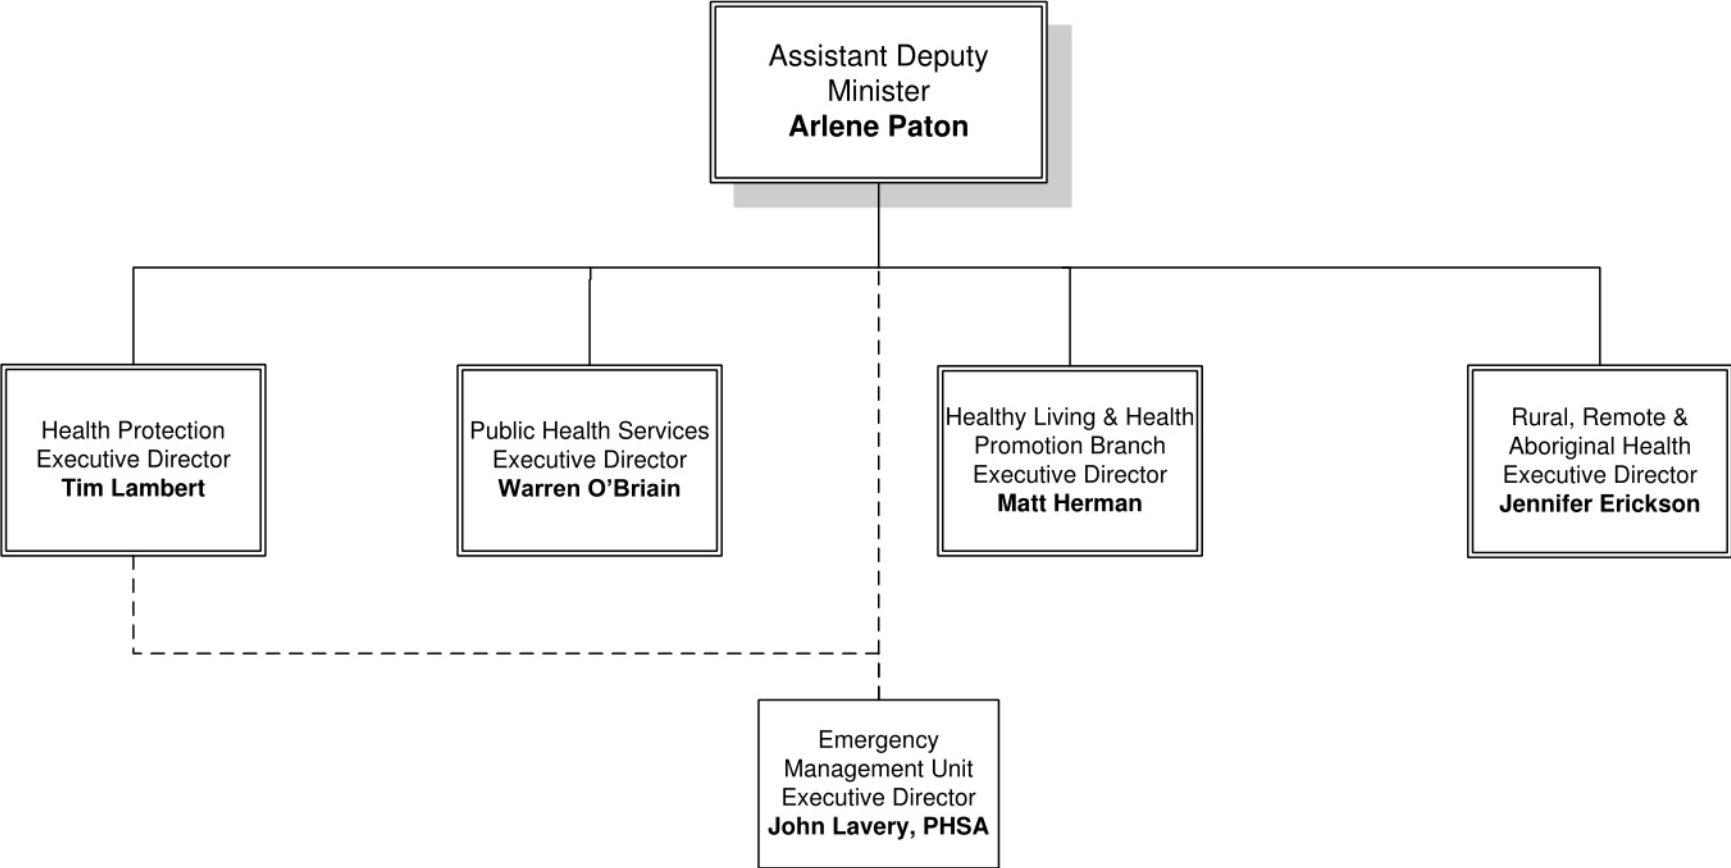 Assistant Deputy
Minister
Arlene Paton
Health Protection
Executive Director
Tim Lambert
Public Health Services
Executive Director
Warren O’Briain
Healthy Living & Health
Promotion Branch
Executive Director
Matt Herman
Rural, Remote &
Aboriginal Health
Executive Director
Jennifer Erickson
Emergency
Management Unit
Executive Director
John Lavery, PHSA